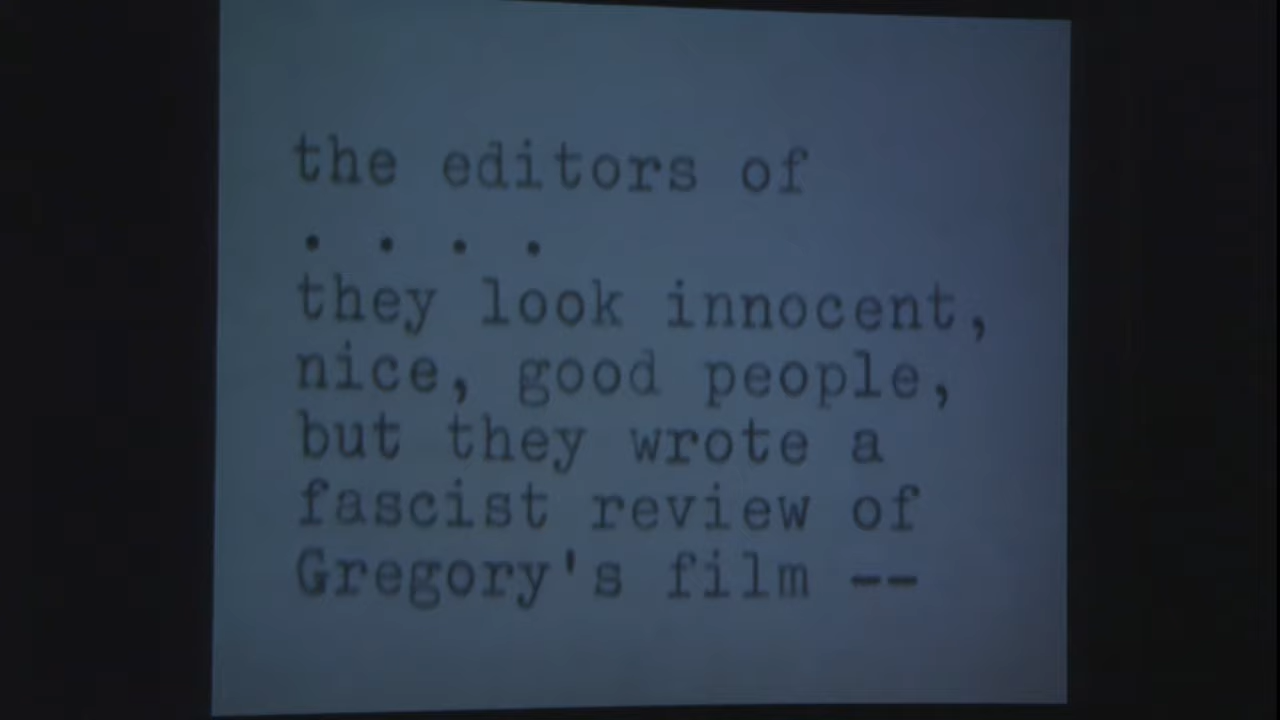 the editors of
. . . .
they look innocent,
nice, good people,
but they wrote a
fascist review of
Gregory's film --